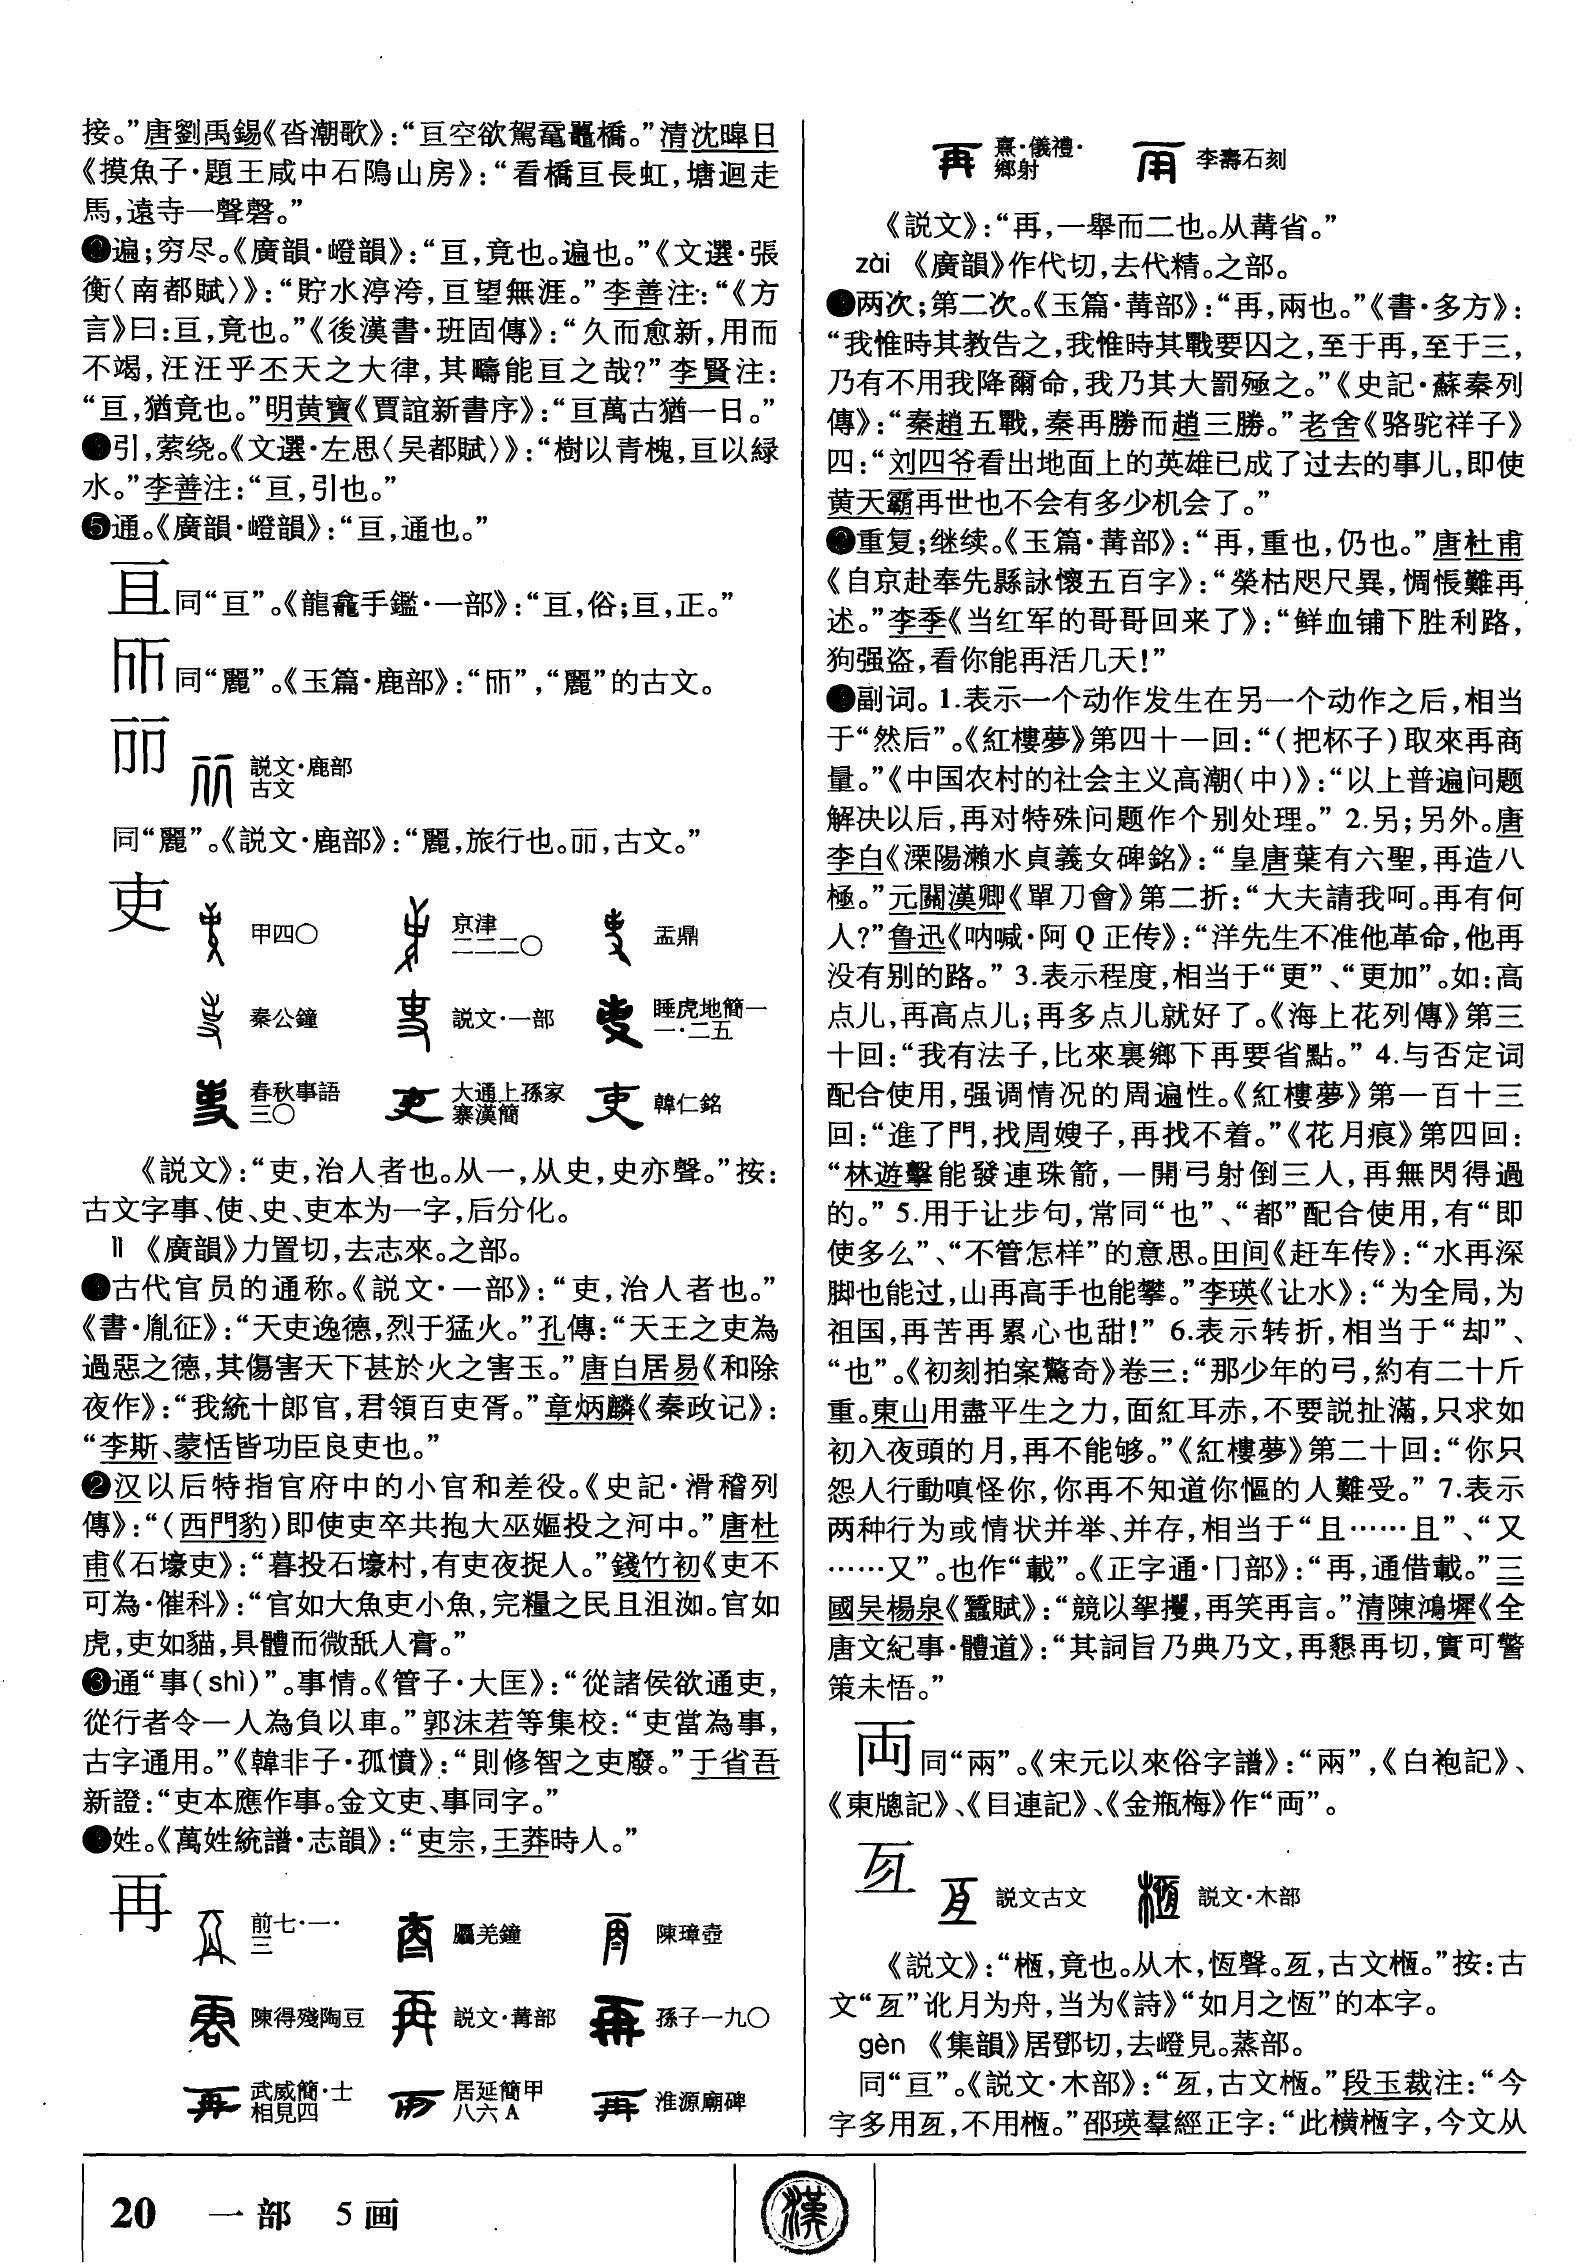 接。”唐劉禹錫《沓潮歌》：“亘空欲駕黿鼉橋。”清沈暤日
《摸魚子·題王咸中石隝山房》：“看橋亘長虹，塘迴走
馬，遠寺一聲磬。”
遍；穷尽。《廣韻·嶝韻》：“亘，竟也。遍也。”《文選·張
衡〈南都賦〉》：“貯水渟洿，亘望無涯。”李善注：“《方
言》曰：亘，竟也。”《後漢書·班固傳》：“久而愈新，用而
不竭，汪汪乎丕天之大律，其疇能亘之哉？”李賢注：
“亘，猶竟也。”明黄寶《賈誼新書序》：“亘萬古猶一日。”
引，萦绕。《文選·左思〈吴都賦〉》：“樹以青槐，亘以緑
水。”李善注：“亘，引也。”
❺通。《廣韻·嶝韻》：“亘，通也。”
同“亘”。《龍龕手鑑·一部》：“亘，俗；亙，正。”
同“麗”。《玉篇·鹿部》：“丽”，“麗”的古文。
丽 説文·鹿部古文
同“麗”。《説文·鹿部》：“麗，旅行也。丽，古文。”
吏 甲四〇 京津二二二〇 盂鼎
秦公鐘 説文·一部 睡虎地簡一一·二五
春秋事語三〇 大通上孫家寨漢簡 韓仁銘
《説文》：“吏，治人者也。从一，从史，史亦聲。”按：
古文字事、使、史、吏本为一字，后分化。
lì 《廣韻》力置切，去志來。之部。
古代官员的通称。《説文·一部》：“吏，治人者也。”
《書·胤征》：“天吏逸德，烈于猛火。”孔傳：“天王之吏為
過惡之德，其傷害天下甚於火之害玉。”唐白居易《和除
夜作》：“我統十郎官，君領百吏胥。”章炳麟《秦政记》：
“李斯、蒙恬皆功臣良吏也。”
❷汉以后特指官府中的小官和差役。《史記·滑稽列
傳》：“（西門豹）即使吏卒共抱大巫嫗投之河中。”唐杜
甫《石壕吏》：“暮投石壕村，有吏夜捉人。”錢竹初《吏不
可為·催科》：“官如大魚吏小魚，完糧之民且沮洳。官如
虎，吏如貓，具體而微舐人膏。”
❸通“事（shì）”。事情。《管子·大匡》：“從諸侯欲通吏，
從行者令一人為負以車。”郭沫若等集校：“吏當為事，
古字通用。”《韓非子·孤憤》：“則修智之吏廢。”于省吾
新證：“吏本應作事。金文吏、事同字。”
姓。《萬姓統譜·志韻》：“吏宗，王莽時人。”
再 前七·一·三 驫羌鐘 陳璋壺
陳得殘陶豆 説文·冓部 孫子一九〇
武威簡·士相見四 居延簡甲八六A 淮源廟碑
熹·儀禮·鄉射 李壽石刻
《説文》：“再，一舉而二也。从冓省。”
zài 《廣韻》作代切，去代精。之部。
两次；第二次。《玉篇·冓部》：“再，兩也。”《書·多方》：
“我惟時其教告之，我惟時其戰要囚之，至于再，至于三，
乃有不用我降爾命，我乃其大罰殛之。”《史記·蘇秦列
傳》：“秦趙五戰，秦再勝而趙三勝。”老舍《骆驼祥子》
四：“刘四爷看出地面上的英雄已成了过去的事儿，即使
黄天霸再世也不会有多少机会了。”
❷重复；继续。《玉篇·冓部》：“再，重也，仍也。”唐杜甫
《自京赴奉先縣詠懷五百字》：“榮枯咫尺異，惆悵難再
述。”李季《当红军的哥哥回来了》：“鲜血铺下胜利路，
狗强盗，看你能再活几天！”
副词。1.表示一个动作发生在另一个动作之后，相当
于“然后”。《紅樓夢》第四十一回：“（把杯子）取來再商
量。”《中国农村的社会主义高潮（中）》：“以上普遍问题
解决以后，再对特殊问题作个别处理。” 2.另；另外。唐
李白《溧陽瀨水貞義女碑銘》：“皇唐葉有六聖，再造八
極。”元關漢卿《單刀會》第二折：“大夫請我呵。再有何
人？”鲁迅《呐喊·阿Q正传》：“洋先生不准他革命，他再
没有别的路。” 3.表示程度，相当于“更”、“更加”。如：高
点儿，再高点儿；再多点儿就好了。《海上花列傳》第三
十回：“我有法子，比來裏鄉下再要省點。” 4.与否定词
配合使用，强调情况的周遍性。《紅樓夢》第一百十三
回：“進了門，找周嫂子，再找不着。”《花月痕》第四回：
“林遊擊能發連珠箭，一開弓射倒三人，再無閃得過
的。” 5.用于让步句，常同“也”、“都”配合使用，有“即
使多么”、“不管怎样”的意思。田间《赶车传》：“水再深
脚也能过，山再高手也能攀。”李瑛《让水》：“为全局，为
祖国，再苦再累心也甜！” 6.表示转折，相当于“却”、
“也”。《初刻拍案驚奇》卷三：“那少年的弓，約有二十斤
重。東山用盡平生之力，面紅耳赤，不要説扯滿，只求如
初入夜頭的月，再不能够。”《紅樓夢》第二十回：“你只
怨人行動嗔怪你，你再不知道你慪的人難受。” 7.表示
两种行为或情状并举、并存，相当于“且……且”、“又
……又”。也作“載”。《正字通·冂部》：“再，通借載。”三
國吴楊泉《蠶賦》：“競以挐攫，再笑再言。”清陳鴻墀《全
唐文紀事·體道》：“其詞旨乃典乃文，再懇再切，實可警
策未悟。”
両同“兩”。《宋元以來俗字譜》：“兩”，《白袍記》、
《東牕記》、《目連記》、《金瓶梅》作“両”。
亙 説文古文 説文·木部
《説文》：“㮓，竟也。从木，恆聲。亙，古文㮓。”按：古
文“亙”讹月为舟，当为《詩》“如月之恆”的本字。
gèn 《集韻》居鄧切，去嶝見。蒸部。
同“亘”。《説文·木部》：“亙，古文㮓。”段玉裁注：“今
字多用亙，不用㮓。”邵瑛羣經正字：“此横㮓字，今文从
20 一部 5画
漢